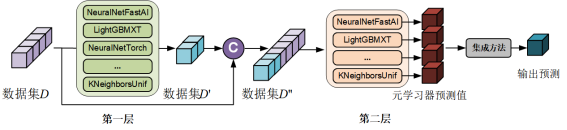 NeuralNetFastAI
LightGBMXT
NeuralNetTorch
...
KNeighborsUnif
数据集D
数据集D'
C
数据集D"
第一层
NeuralNetFastAI
LightGBMXT
...
KNeighborsUnif
元学习器预测值
集成方法
输出预测
第二层